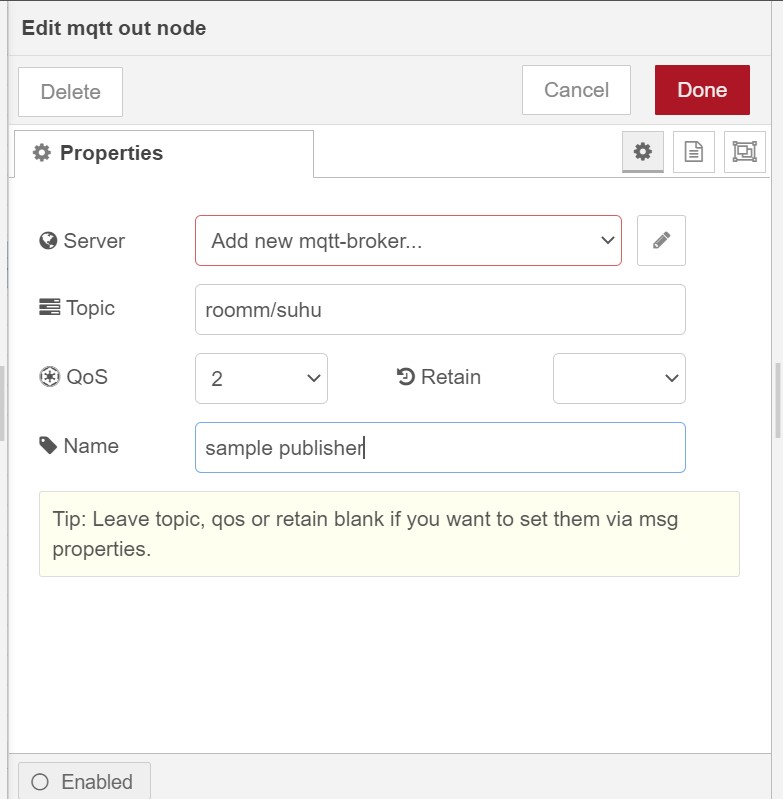 Edit mqtt out node
Delete
Cancel
Done
Properties
Server
Add new mqtt-broker...
Topic
roomm/suhu
QoS
2
Retain
Name
sample publisher
Tip: Leave topic, qos or retain blank if you want to set them via msg
properties.
Enabled